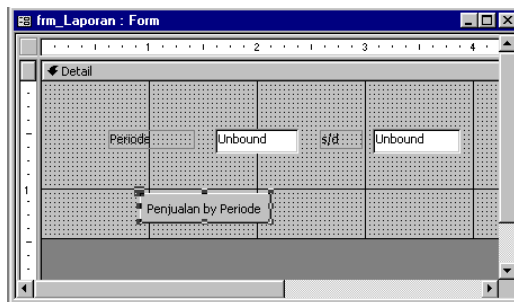 frm_Laporan : Form
1 2 3 4
Detail
Periode Unbound s/d Unbound
1
Penjualan by Periode